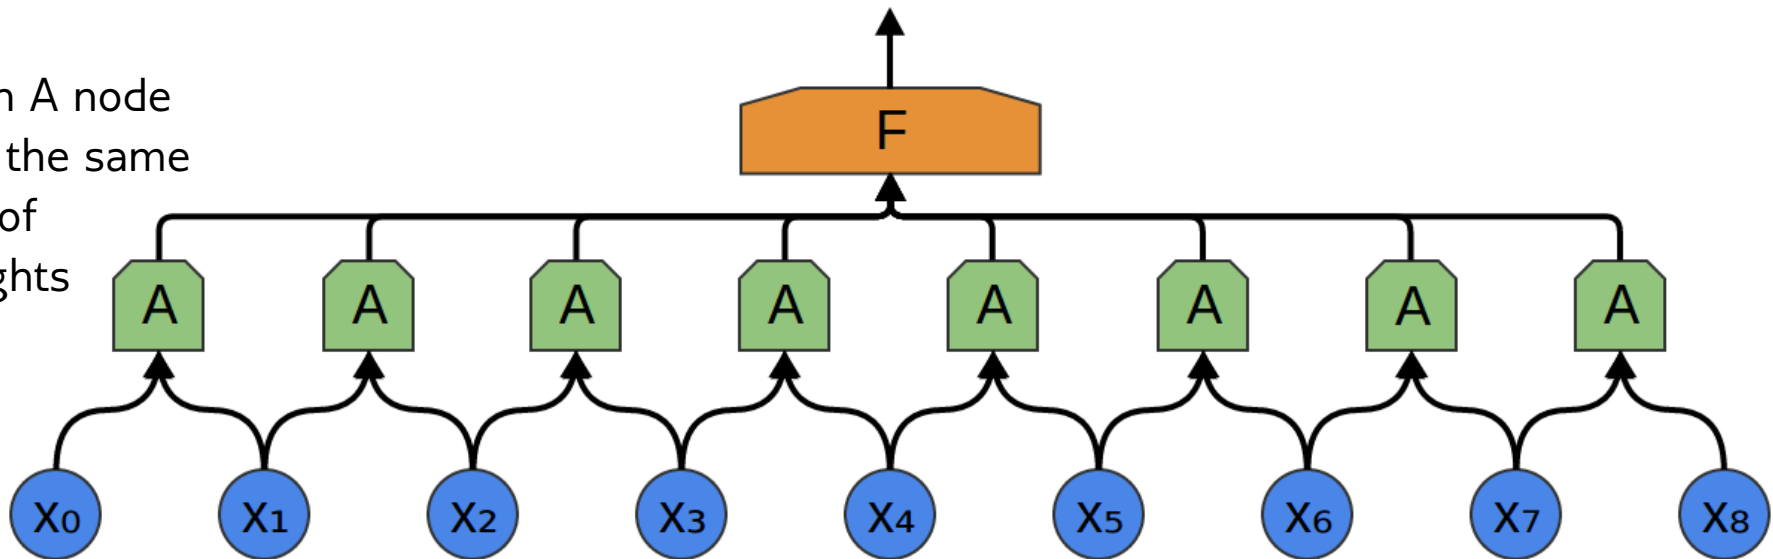 n A node
the same
of
ghts
F
A A A A A A A A
x₀ x₁ x₂ x₃ x₄ x₅ x₆ x₇ x₈